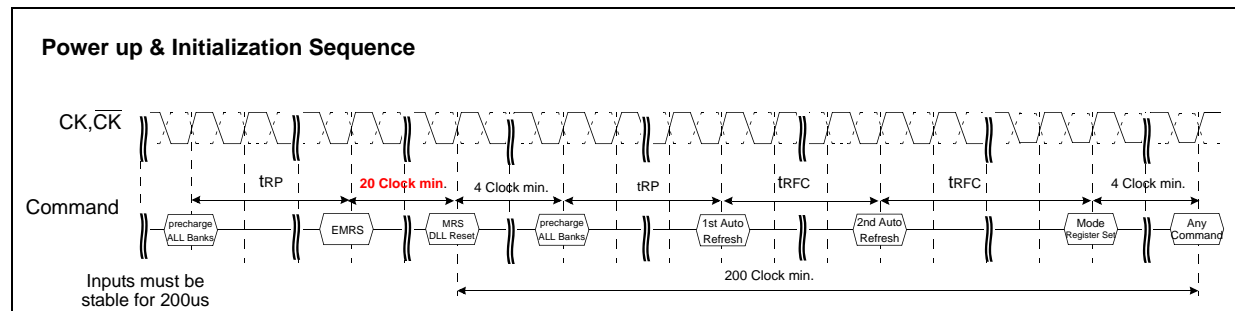 Power up & Initialization Sequence
CK,CK
tRP
20 Clock min.
4 Clock min.
tRP
tRFC
tRFC
4 Clock min.
Command
precharge
ALL Banks
EMRS
MRS
DLL Reset
precharge
ALL Banks
1st Auto
Refresh
2nd Auto
Refresh
Mode
Register Set
Any
Command
200 Clock min.
Inputs must be
stable for 200us